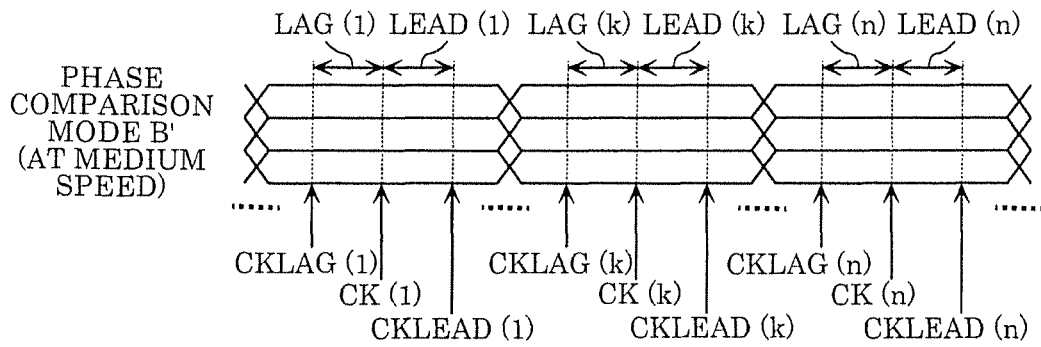 LAG (1) LEAD (1) LAG (k) LEAD (k) LAG (n) LEAD (n)
PHASE
COMPARISON
MODE B'
(AT MEDIUM
SPEED)
CKLAG (1) CKLAG (k) CKLAG (n)
CK (1) CK (k) CK (n)
CKLEAD (1) CKLEAD (k) CKLEAD (n)